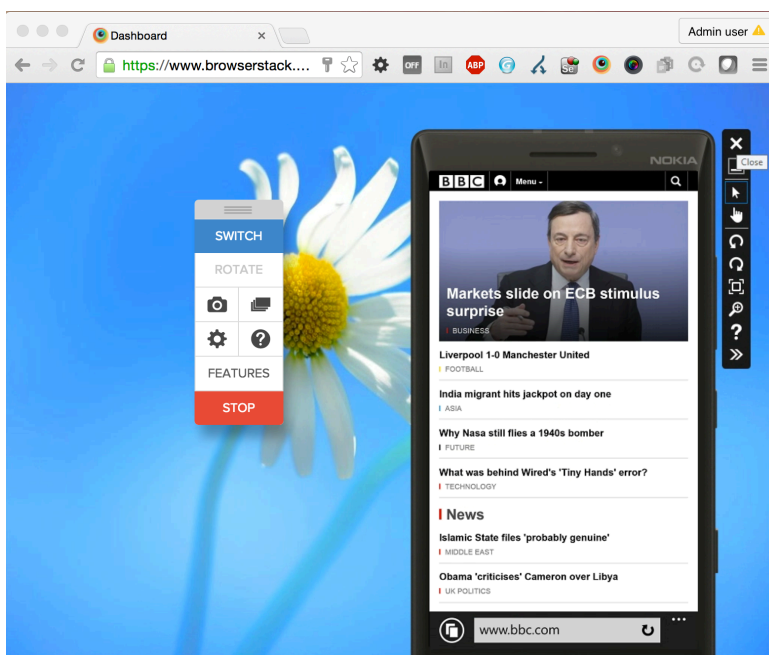 Dashboard
Admin user
https://www.browserstack....
OFF
In
ABP
Se
NOKIA
Close
BBC
Menu
SWITCH
ROTATE
FEATURES
STOP
Markets slide on ECB stimulus
surprise
BUSINESS
Liverpool 1-0 Manchester United
FOOTBALL
India migrant hits jackpot on day one
ASIA
Why Nasa still flies a 1940s bomber
FUTURE
What was behind Wired's 'Tiny Hands' error?
TECHNOLOGY
News
Islamic State files 'probably genuine'
MIDDLE EAST
Obama 'criticises' Cameron over Libya
UK POLITICS
www.bbc.com